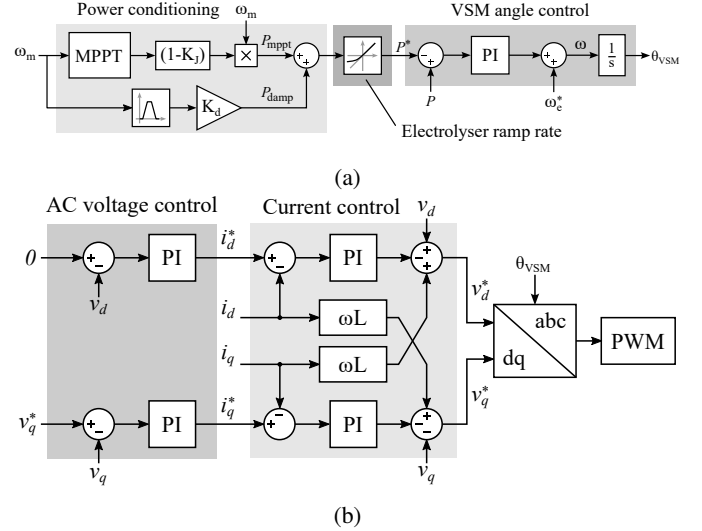 Power conditioning
ω_m
VSM angle control
ω_m
MPPT
(1-K_J)
×
P_mppt
+
+
P*
-
+
PI
+
+
ω
1/s
θ_VSM
K_d
P_damp
P
ω_e*
Electrolyser ramp rate
(a)
AC voltage control
Current control
v_d
0
+
-
PI
i_d*
+
-
PI
-
+
+
v_d*
θ_VSM
v_d
i_d
ωL
abc
PWM
i_q
ωL
dq
v_q*
+
-
PI
i_q*
-
+
PI
-
-
+
v_q*
v_q
v_q
(b)